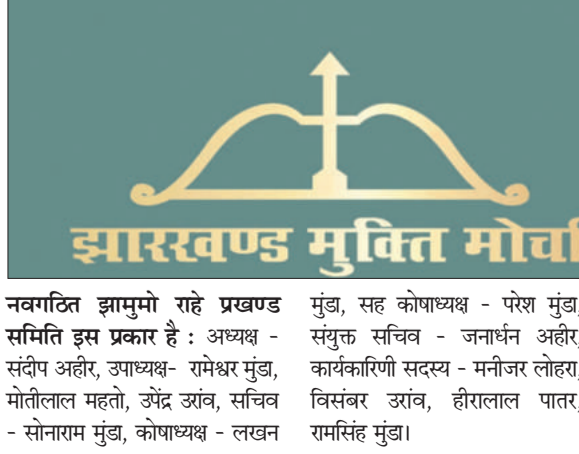 झारखण्ड मुक्ति मोर्चा
नवगठित झामुमो राहे प्रखण्ड
समिति इस प्रकार है : अध्यक्ष -
संदीप अहीर, उपाध्यक्ष- रामेश्वर मुंडा,
मोतीलाल महतो, उपेंद्र उरांव, सचिव
- सोनाराम मुंडा, कोषाध्यक्ष - लखन
मुंडा, सह कोषाध्यक्ष - परेश मुंडा,
संयुक्त सचिव - जनार्धन अहीर,
कार्यकारिणी सदस्य - मनीजर लोहरा,
विसंबर उरांव, हीरालाल पातर,
रामसिंह मुंडा।